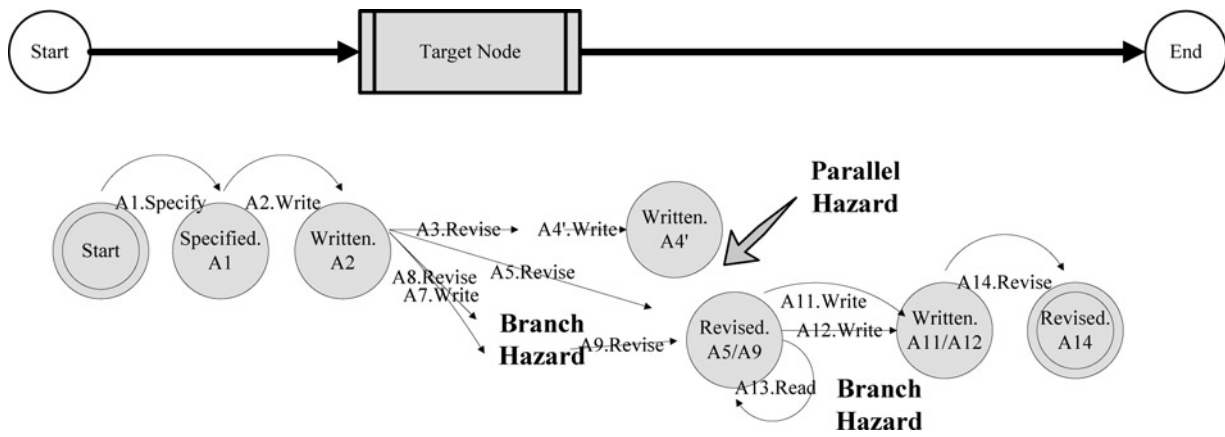 Start
Target Node
End
A1.Specify
A2.Write
Start
Specified.
A1
Written.
A2
A3.Revise
A4'.Write
Written.
A4'
Parallel
Hazard
A8.Revise
A7.Write
A5.Revise
Branch
Hazard
A9.Revise
Revised.
A5/A9
A11.Write
A12.Write
A13.Read
Branch
Hazard
Written.
A11/A12
A14.Revise
Revised.
A14